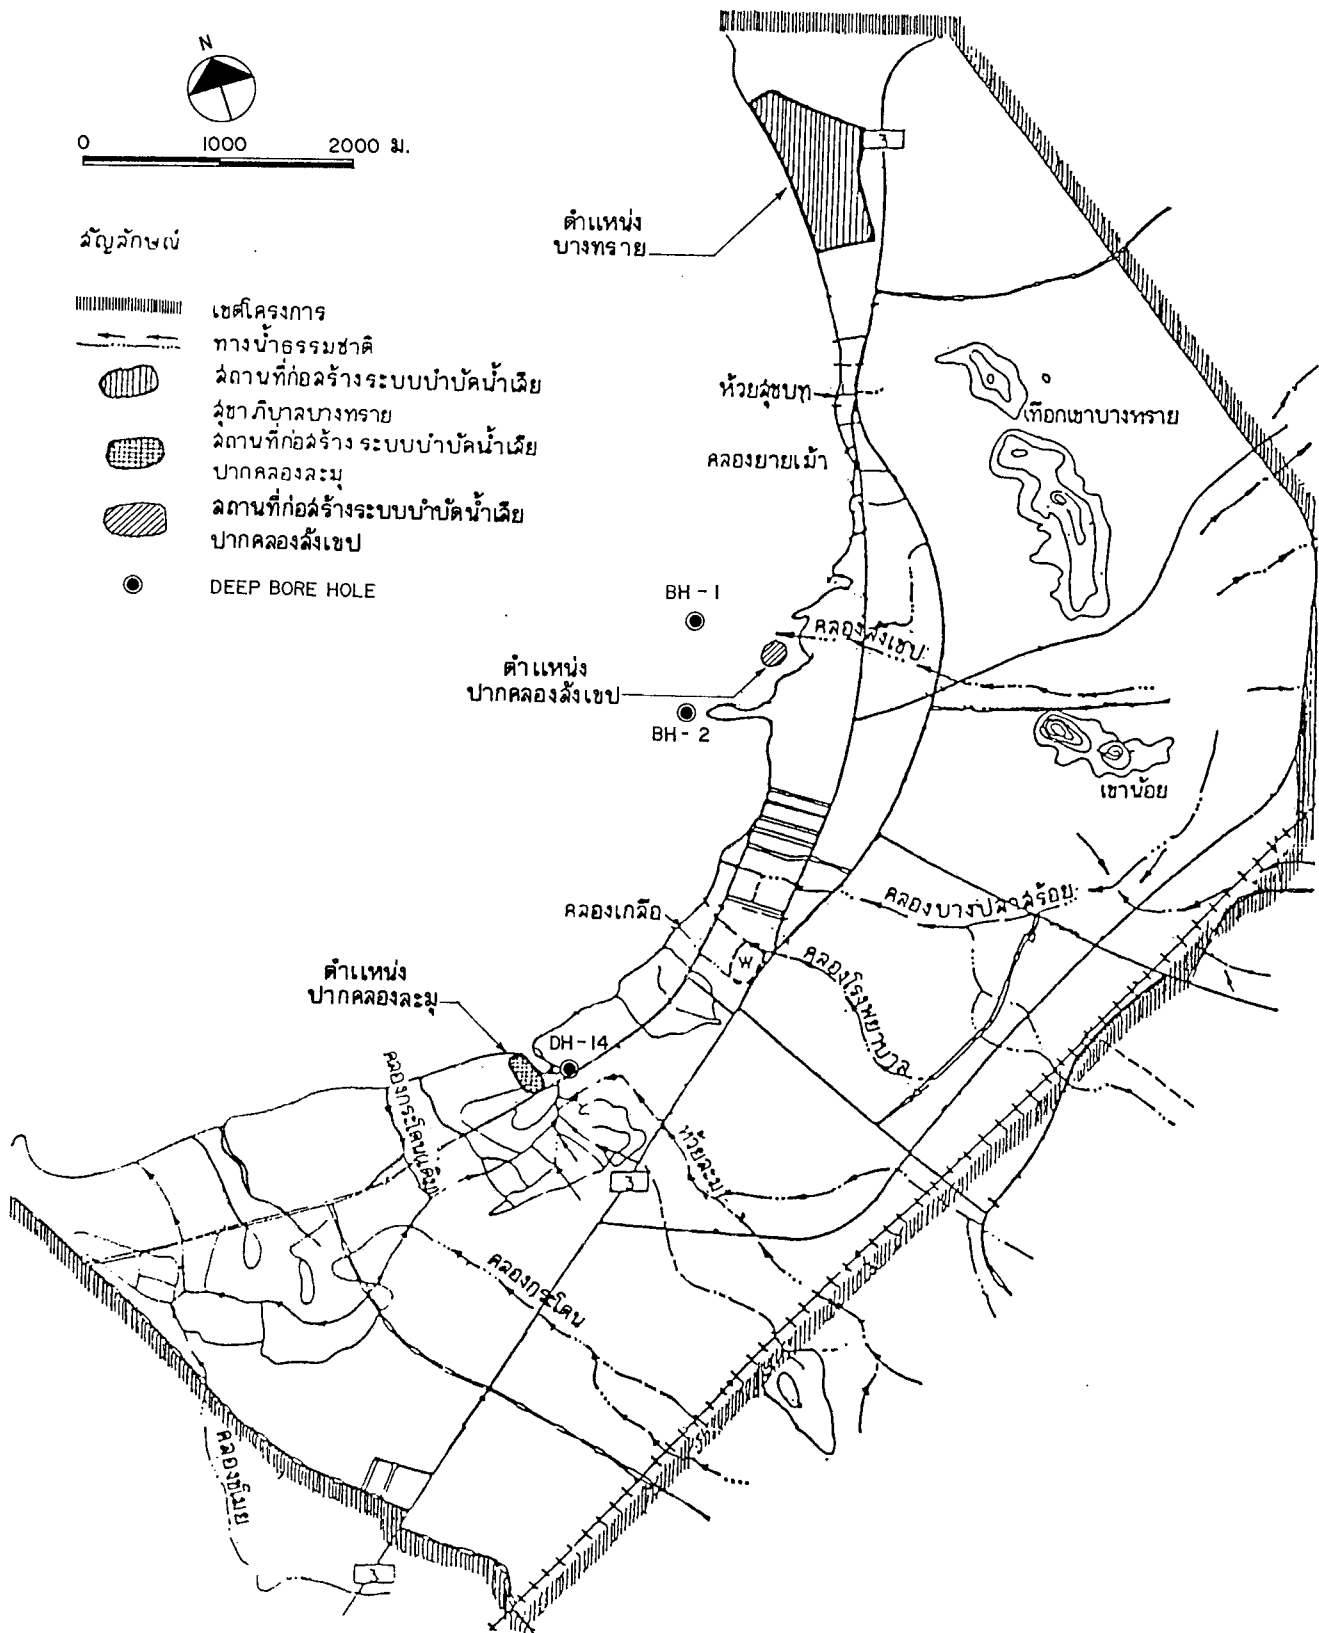 N
0 1000 2000 ม.
สัญลักษณ์
เขตโครงการ
ทางน้ำธรรมชาติ
สถานที่ก่อสร้างระบบบำบัดน้ำเสีย
สุขาภิบาลบางทราย
สถานที่ก่อสร้างระบบบำบัดน้ำเสีย
ปากคลองละมุ
สถานที่ก่อสร้างระบบบำบัดน้ำเสีย
ปากคลองสังเขป
DEEP BORE HOLE
3
ตำแหน่ง
บางทราย
ห้วยสุขบท
เทือกเขาบางทราย
คลองยายเม้า
BH-1
คลองสังเขป
ตำแหน่ง
ปากคลองสังเขป
BH-2
เขาน้อย
คลองบางปลาสร้อย
คลองเกลือ
คลองโรงพยาบาล
ตำแหน่ง
ปากคลองละมุ
DH-14
คลองกระโดนแดง
ห้วยละมุ
3
คลองกระโดน
คลองขโมย
3